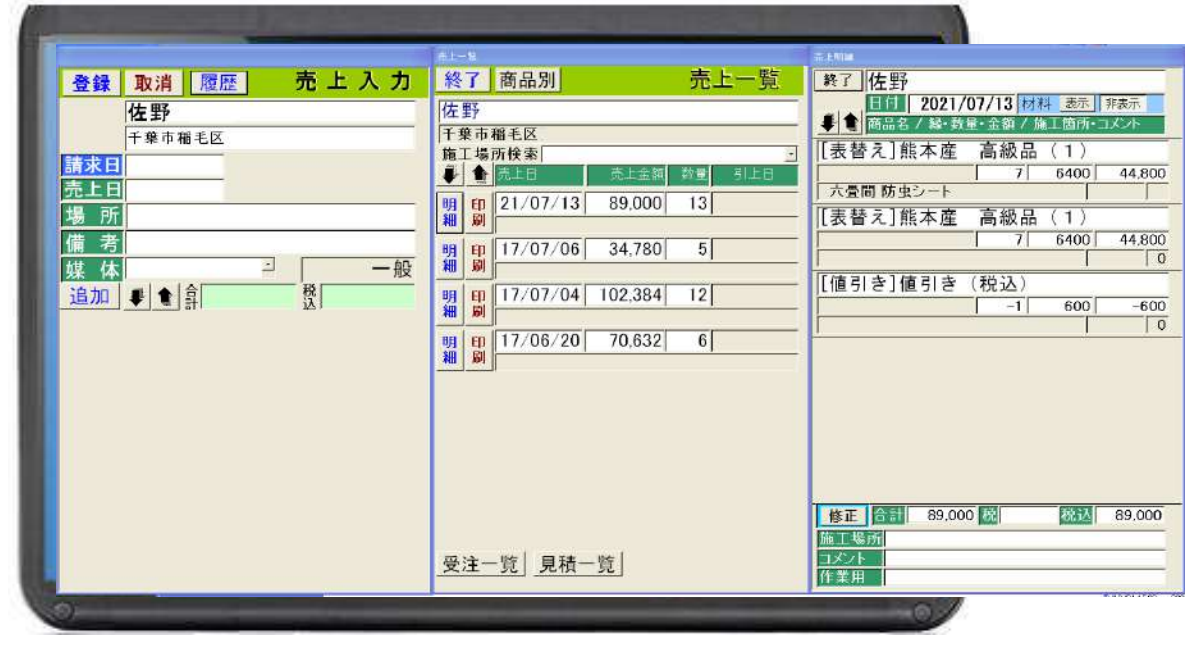 登録 取消 履歴 売上入力
佐野
千葉市稲毛区
請求日
売上日
場所
備考
媒体 一般
追加 合計 税込
売上一覧
終了 商品別 売上一覧
佐野
千葉市稲毛区
施工場所検索
売上日 売上金額 数量 引上日
明細 印刷 21/07/13 89,000 13
明細 印刷 17/07/06 34,780 5
明細 印刷 17/07/04 102,384 12
明細 印刷 17/06/20 70,632 6
受注一覧 見積一覧
売上明細
終了 佐野
日付 2021/07/13 材料 表示 非表示
商品名 / 縁・数量・金額 / 施工箇所・コメント
[表替え]熊本産 高級品(1)
7 6400 44,800
六畳間 防虫シート
[表替え]熊本産 高級品(1)
7 6400 44,800
0
[値引き]値引き (税込)
-1 600 -600
0
修正 合計 89,000 税 税込 89,000
施工場所
コメント
作業用